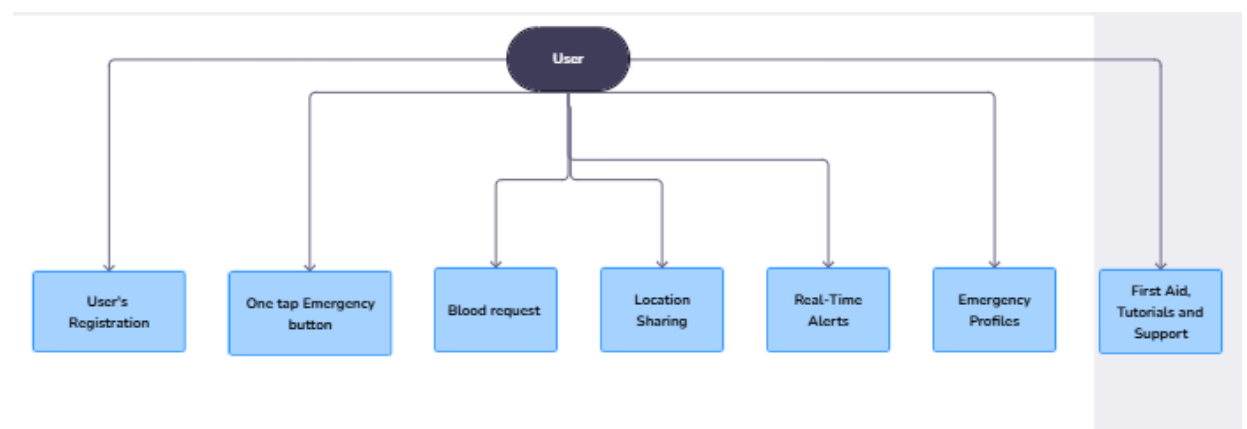 User
User's
Registration
One tap Emergency
button
Blood request
Location
Sharing
Real-Time
Alerts
Emergency
Profiles
First Aid,
Tutorials and
Support